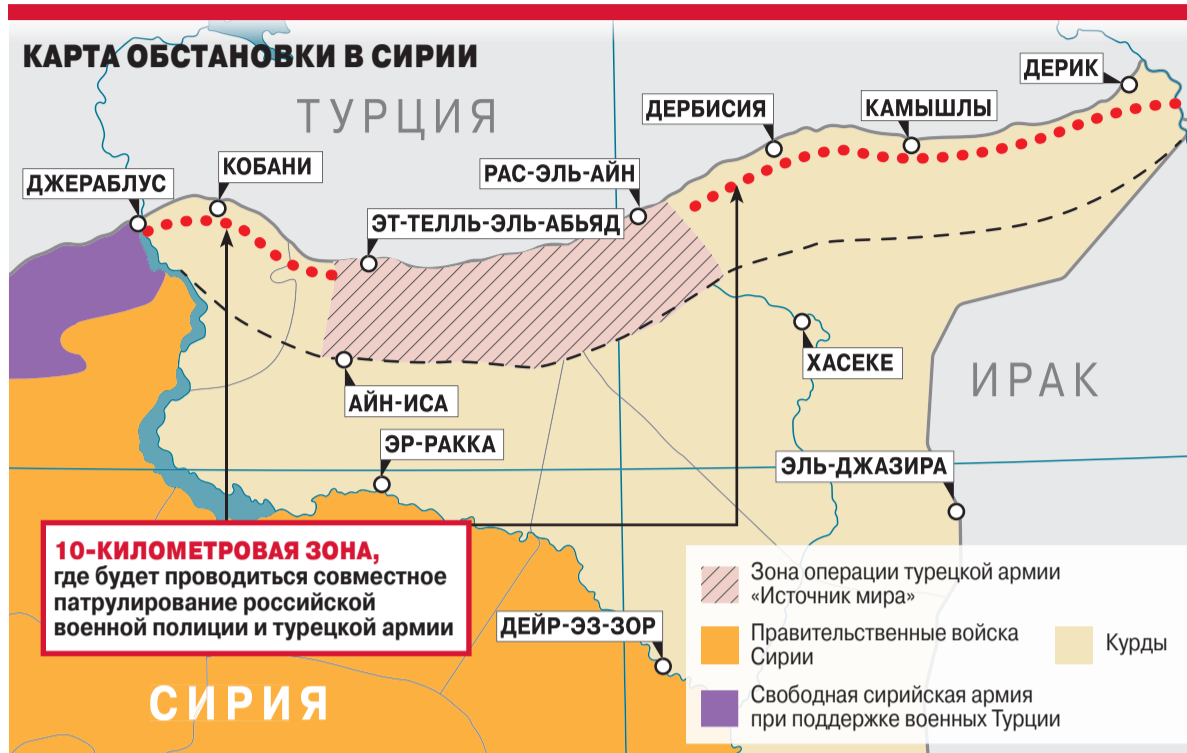 КАРТА ОБСТАНОВКИ В СИРИИ
ТУРЦИЯ
ДЕРИК
ДЕРБИСИЯ
КАМЫШЛЫ
КОБАНИ
ДЖЕРАБЛУС
РАС-ЭЛЬ-АЙН
ЭТ-ТЕЛЛЬ-ЭЛЬ-АБЬЯД
ХАСЕКЕ
ИРАК
АЙН-ИСА
ЭР-РАККА
ЭЛЬ-ДЖАЗИРА
10-КИЛОМЕТРОВАЯ ЗОНА,
где будет проводиться совместное
патрулирование российской
военной полиции и турецкой армии
ДЕЙР-ЭЗ-ЗОР
СИРИЯ
Зона операции турецкой армии
«Источник мира»
Правительственные войска
Сирии
Курды
Свободная сирийская армия
при поддержке военных Турции